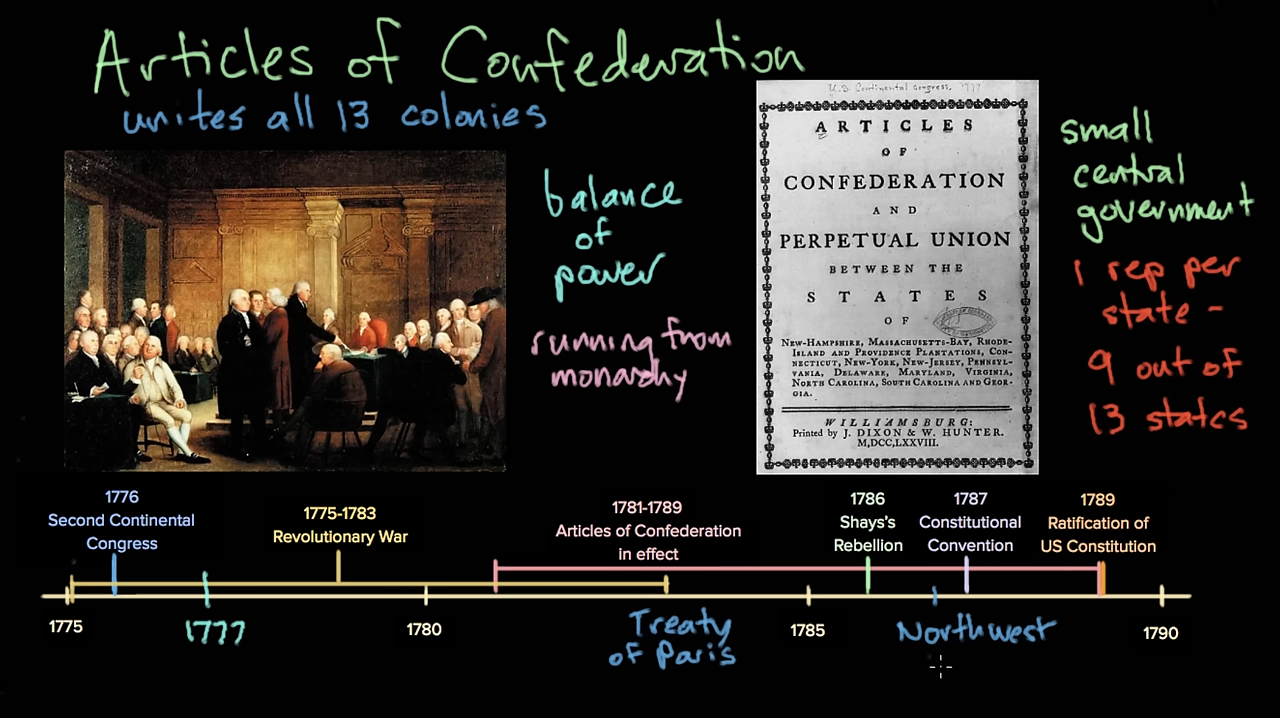 Articles of Confederation
unites all 13 colonies
balance
of
power
running from
monarchy
U.S. Continental Congress, 1777
ARTICLES
OF
CONFEDERATION
AND
PERPETUAL UNION
BETWEEN THE
STATES
OF
NEW-HAMPSHIRE, MASSACHUSETTS-BAY, RHODE-
ISLAND AND PROVIDENCE PLANTATIONS, CON-
NECTICUT, NEW-YORK, NEW-JERSEY, PENNSYL-
VANIA, DELAWARE, MARYLAND, VIRGINIA,
NORTH CAROLINA, SOUTH CAROLINA AND GEOR-
GIA.
WILLIAMSBURG:
Printed by J. DIXON & W. HUNTER.
M,DCC,LXXVIII.
small
central
government
1 rep per
state -
9 out of
13 states
1776
Second Continental
Congress
1775-1783
Revolutionary War
1781-1789
Articles of Confederation
in effect
1786
Shays's
Rebellion
1787
Constitutional
Convention
1789
Ratification of
US Constitution
1775
1777
1780
Treaty
of Paris
1785
Northwest
1790